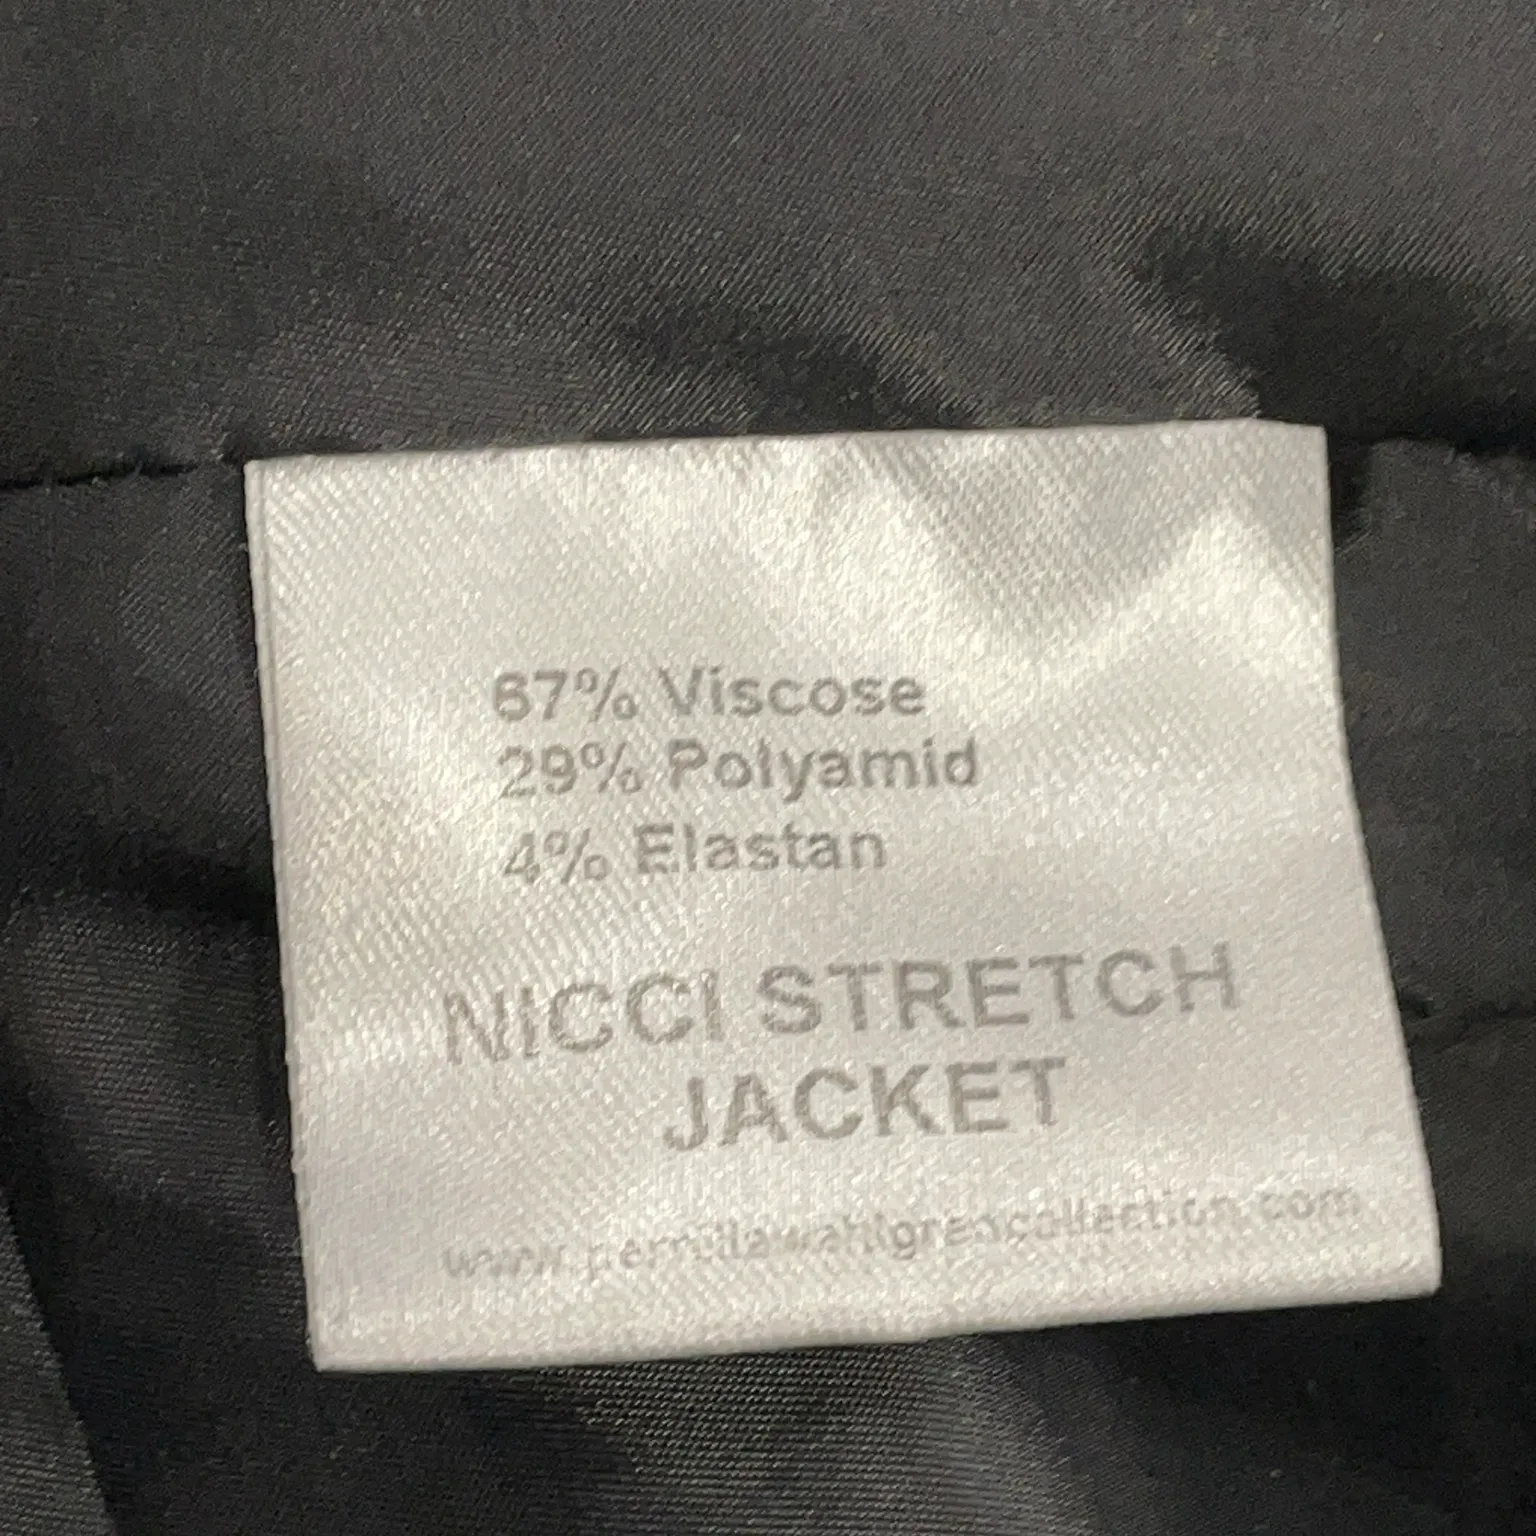 67% Viscose
29% Polyamid
4% Elastan
NICCI STRETCH
JACKET
www.pernillawahlgrencollection.com